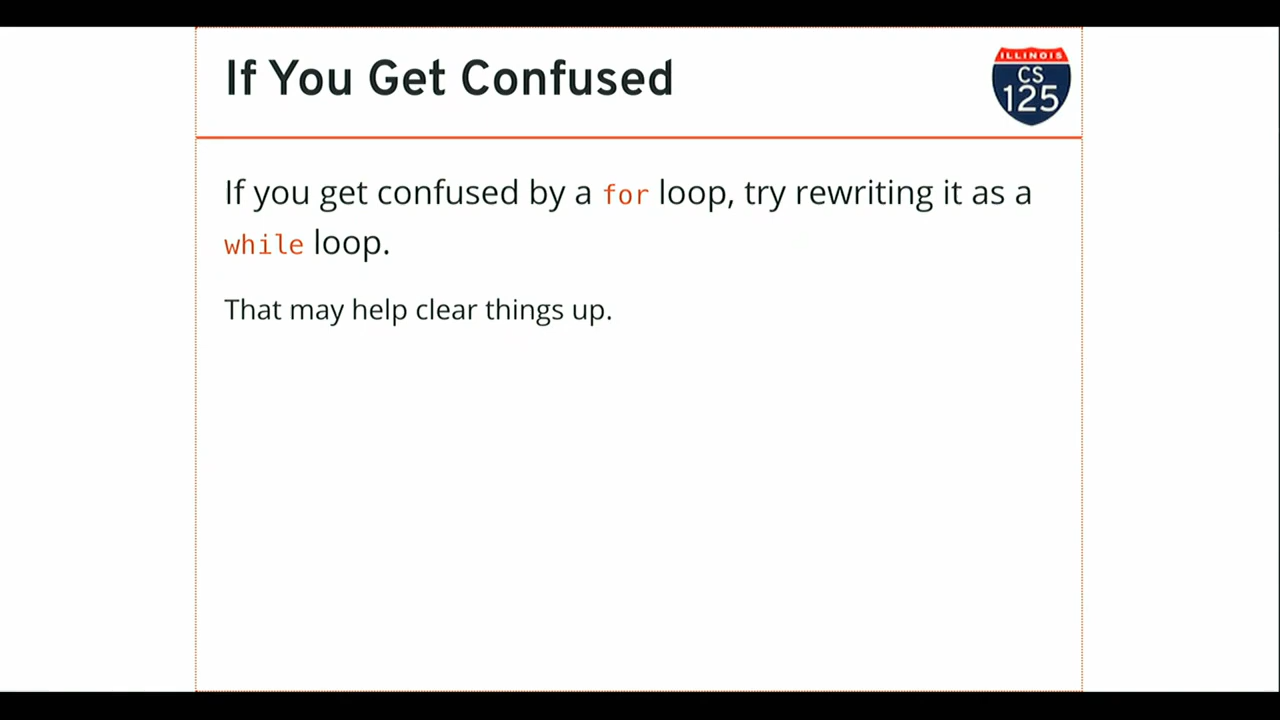 If You Get Confused
ILLINOIS
CS
125
If you get confused by a for loop, try rewriting it as a
while loop.
That may help clear things up.